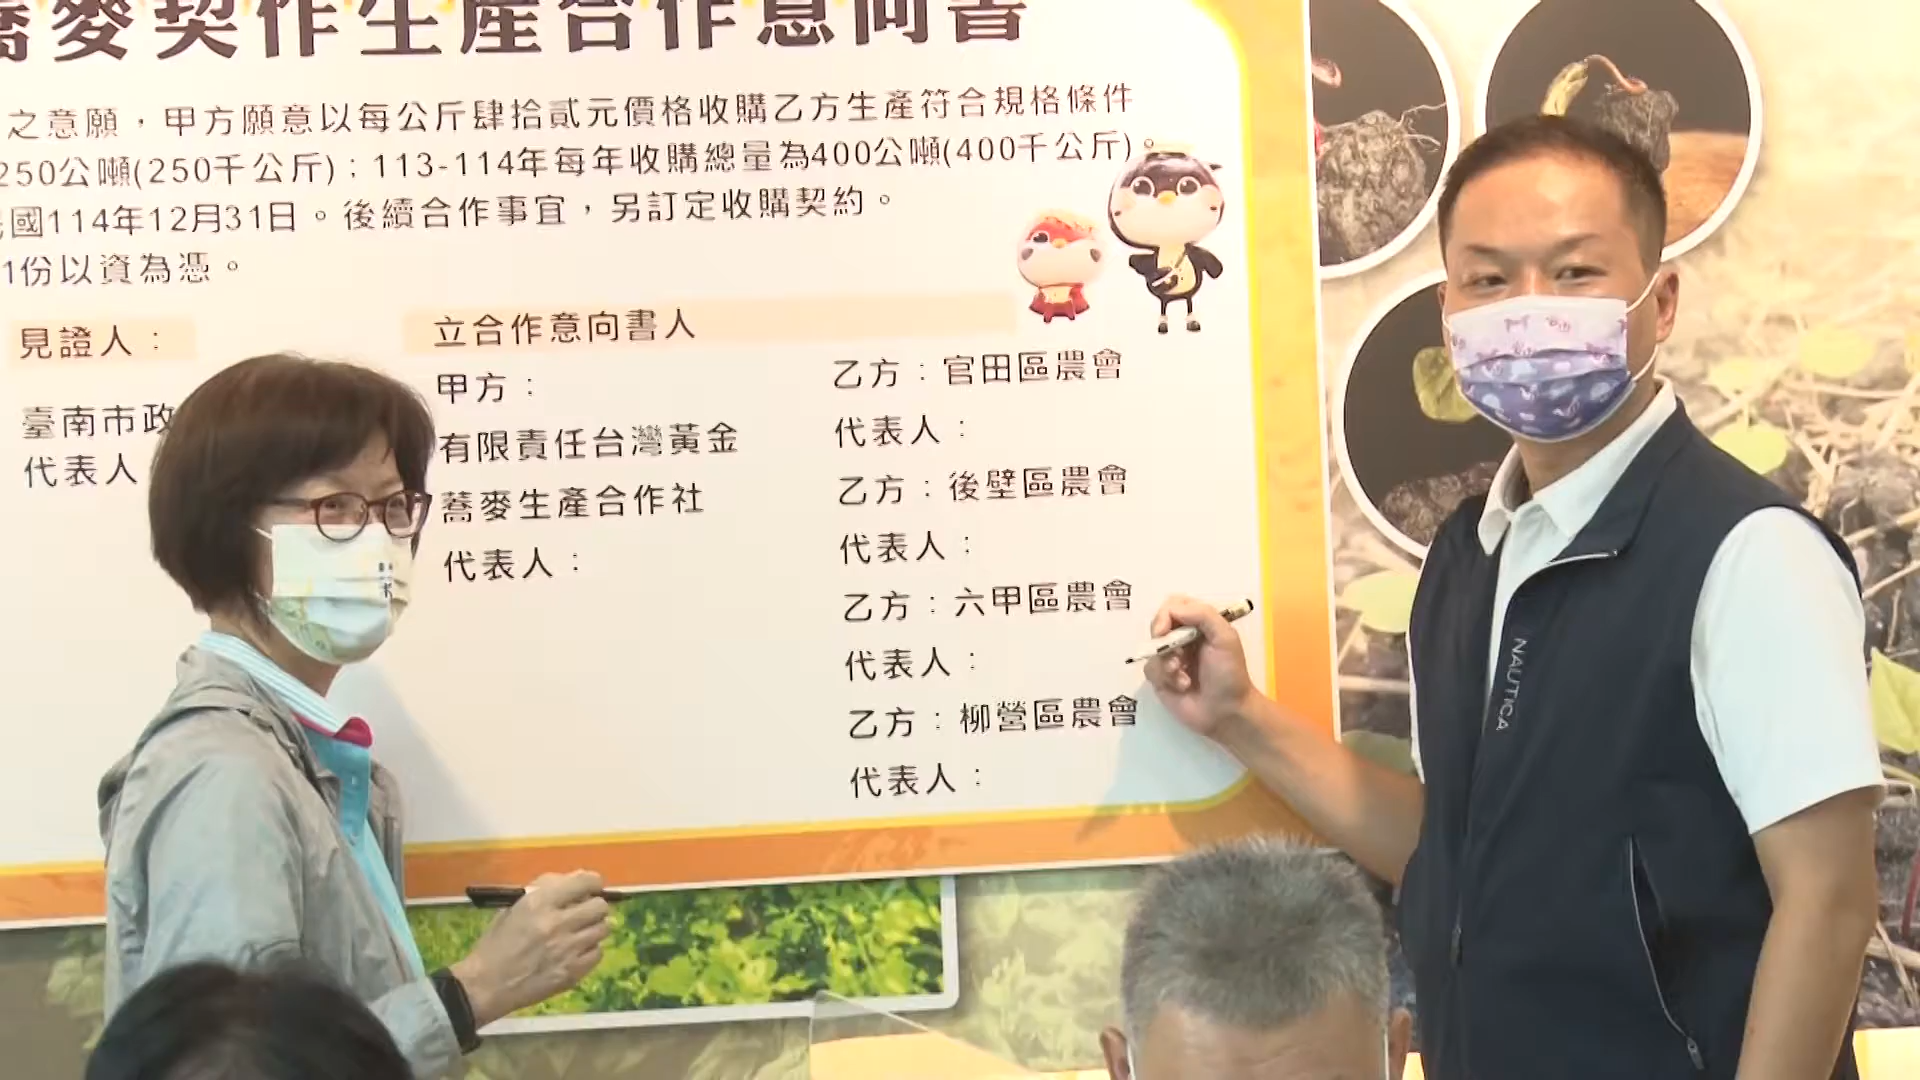 蕎麥契作生產合作意向書
之意願，甲方願意以每公斤肆拾貳元價格收購乙方生產符合規格條件
250公噸(250千公斤)；113-114年每年收購總量為400公噸(400千公斤)。
民國114年12月31日。後續合作事宜，另訂定收購契約。
1份以資為憑。
見證人：
臺南市政
代表人
立合作意向書人
甲方：
有限責任台灣黃金
蕎麥生產合作社
代表人：
乙方：官田區農會
代表人：
乙方：後壁區農會
代表人：
乙方：六甲區農會
代表人：
乙方：柳營區農會
代表人：
NAUTICA